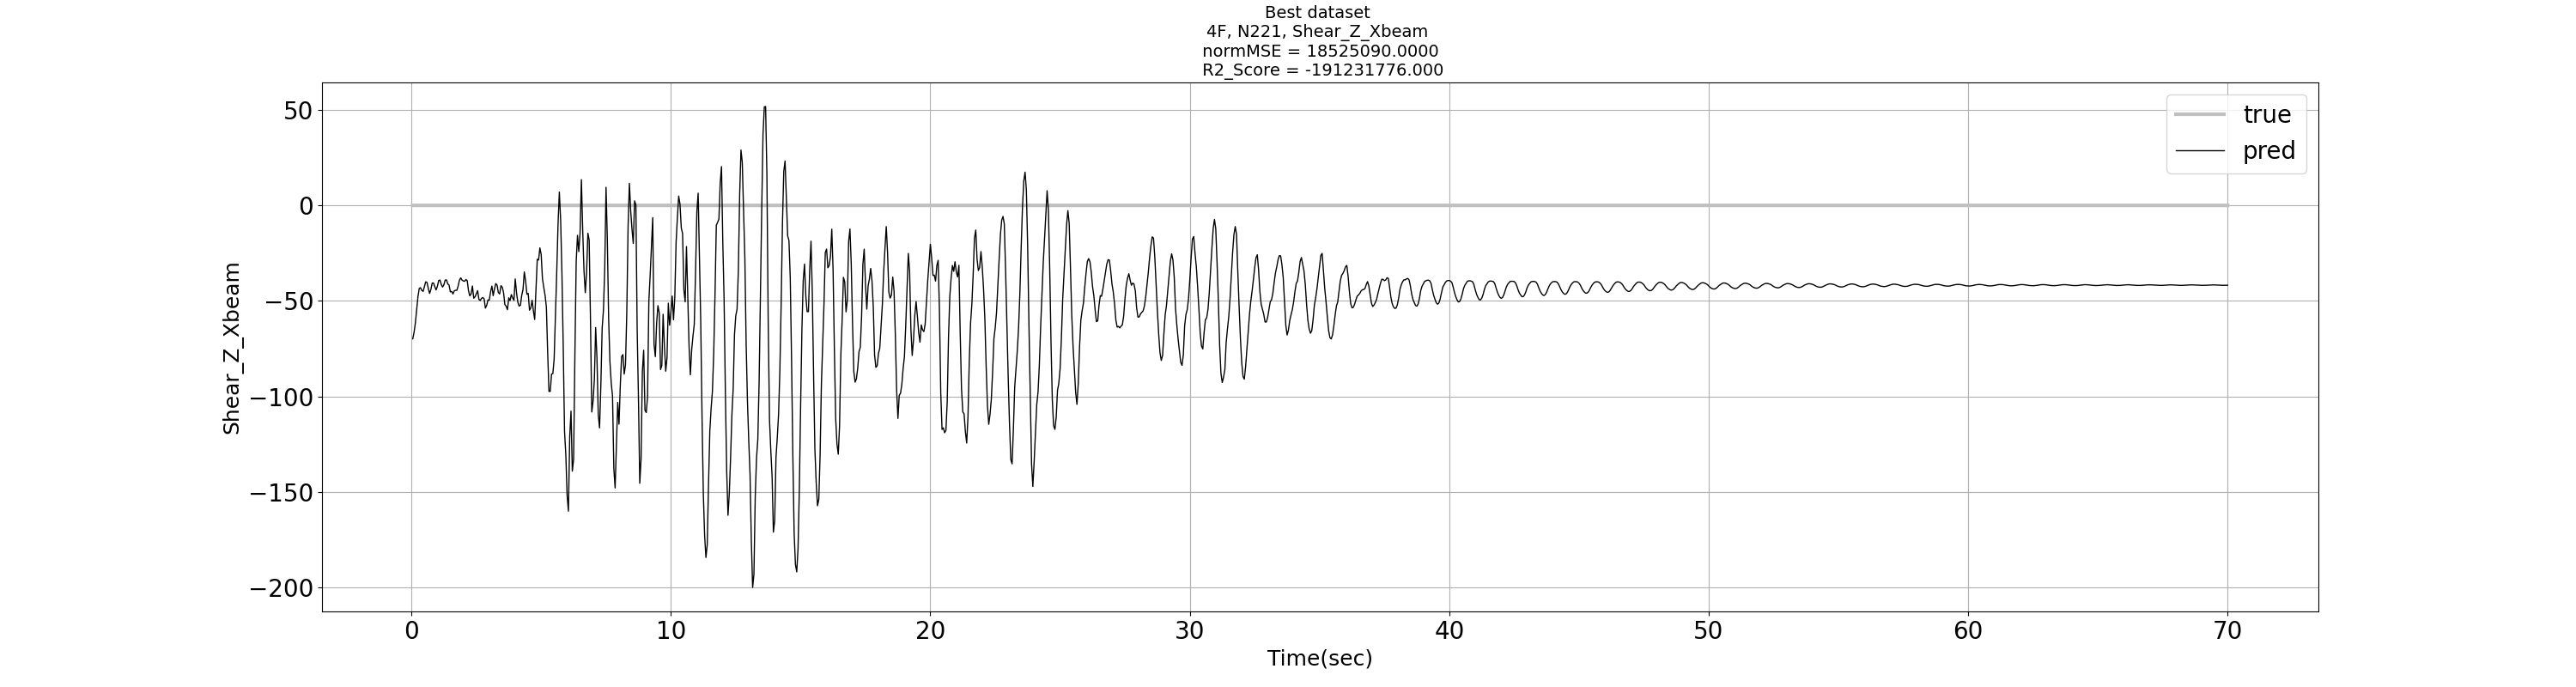 Best dataset
4F, N221, Shear_Z_Xbeam
normMSE = 18525090.0000
R2_Score = -191231776.000
50
0
−50
−100
−150
−200
Shear_Z_Xbeam
true
pred
0 10 20 30 40 50 60 70
Time(sec)